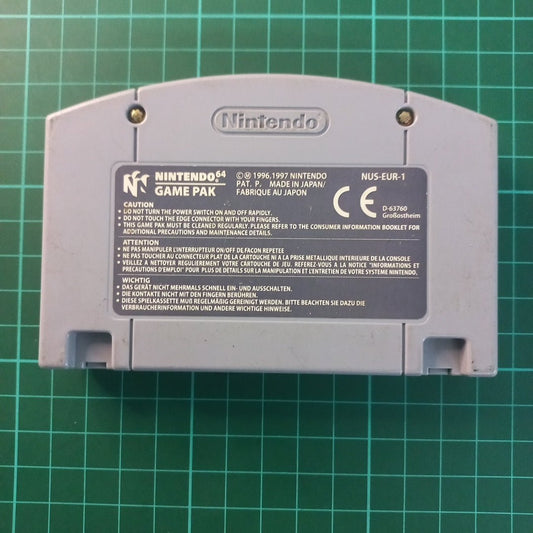 Nintendo®
NINTENDO 64
GAME PAK
©Ⓜ 1996,1997 NINTENDO
PAT. P. MADE IN JAPAN/
FABRIQUE AU JAPON
NUS-EUR-1
CE
D-63760
Großostheim
CAUTION
• DO NOT TURN THE POWER SWITCH ON AND OFF RAPIDLY.
• DO NOT TOUCH THE EDGE CONNECTOR WITH YOUR FINGERS.
• THIS GAME PAK MUST BE CLEANED REGULARLY. PLEASE REFER TO THE CONSUMER INFORMATION BOOKLET FOR
ADDITIONAL PRECAUTIONS AND MAINTENANCE DETAILS.
ATTENTION
• NE PAS MANIPULER L'INTERRUPTEUR ON/OFF DE FAÇON REPETEE
• NE PAS TOUCHER AU CONNECTEUR PLAT DE LA CARTOUCHE NI A LA PRISE METALLIQUE INTERIEURE DE LA CONSOLE
• VEILLEZ A NETTOYER REGULIEREMENT VOTRE CARTOUCHE DE JEU. REFEREZ-VOUS A LA NOTICE "INFORMATIONS ET
PRECAUTIONS D'EMPLOI" POUR PLUS DE DETAILS SUR LA MANIPULATION ET L'ENTRETIEN DE VOTRE SYSTEME NINTENDO.
WICHTIG
• DAS GERÄT NICHT MEHRMALS SCHNELL EIN- UND AUSSCHALTEN.
• DIE KONTAKTE NICHT MIT DEN FINGERN BERÜHREN.
• DIESE SPIELKASSETTE MUß REGELMÄßIG GEREINIGT WERDEN. BITTE BEACHTEN SIE DAZU DIE
VERBRAUCHERINFORMATION UND ANDERE WICHTIGE HINWEISE.